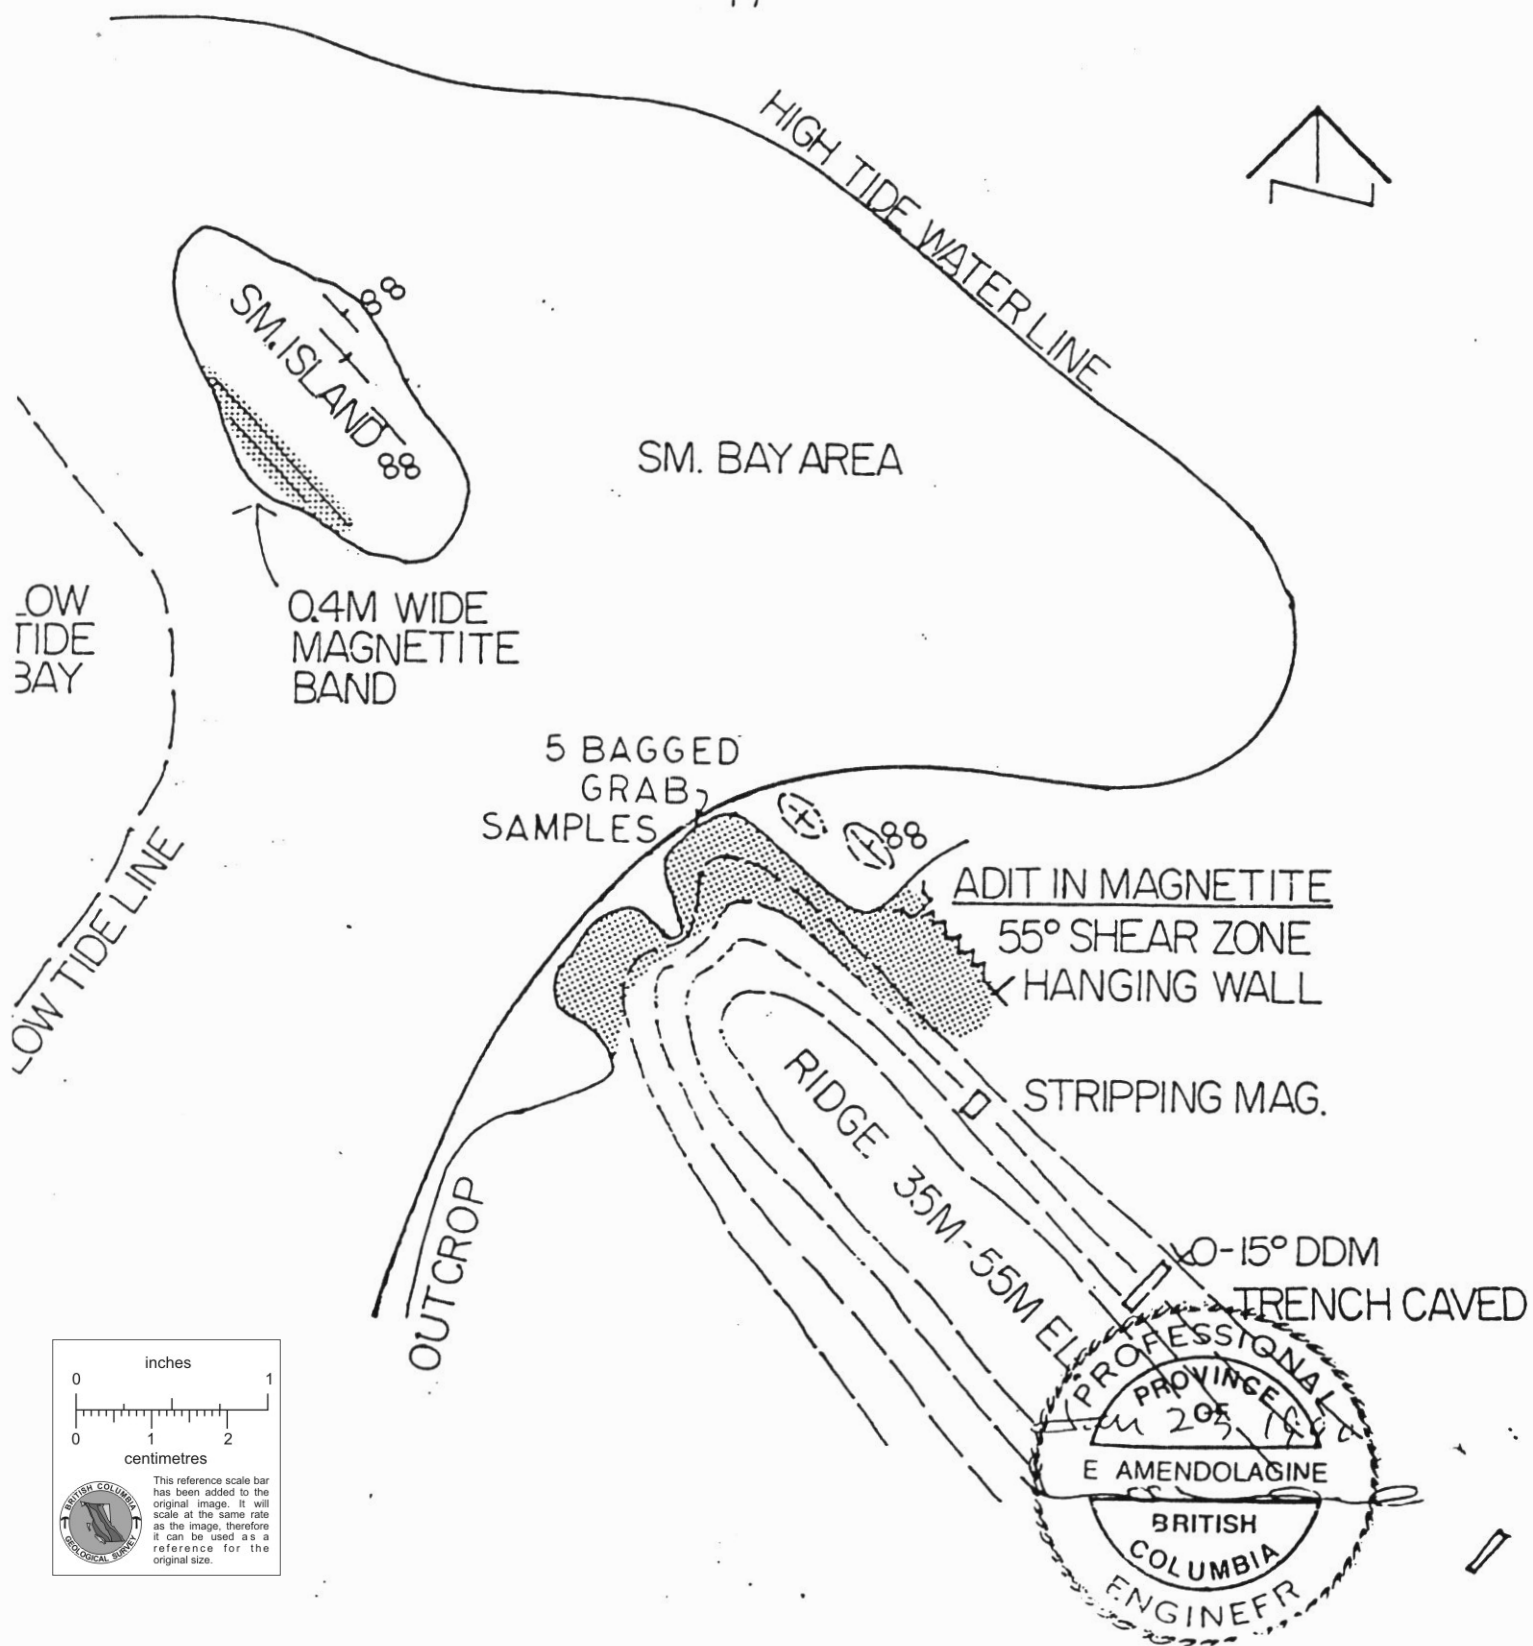 HIGH TIDE WATER LINE
SM. ISLAND
88
88
SM. BAY AREA
0.4M WIDE
MAGNETITE
BAND
LOW
TIDE
BAY
5 BAGGED
GRAB
SAMPLES
88
ADIT IN MAGNETITE
55° SHEAR ZONE
HANGING WALL
LOW TIDE LINE
STRIPPING MAG.
RIDGE 35M-55M EL
OUTCROP
0-15° DDM
TRENCH CAVED
PROFESSIONAL
PROVINCE
OF
E AMENDOLAGINE
BRITISH
COLUMBIA
ENGINEER
inches
0 1
0 1 2
centimetres
BRITISH COLUMBIA
GEOLOGICAL SURVEY
This reference scale bar
has been added to the
original image. It will
scale at the same rate
as the image, therefore
it can be used as a
reference for the
original size.